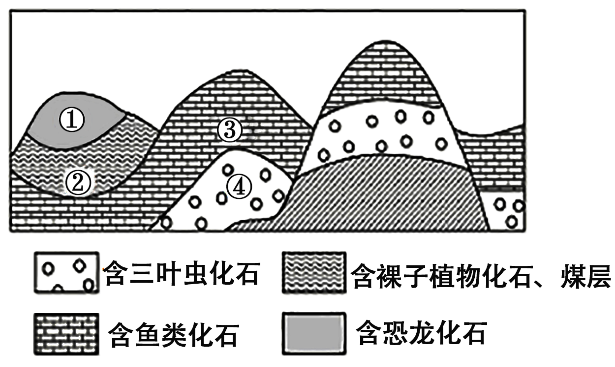 ①
②
③
④
含三叶虫化石
含裸子植物化石、煤层
含鱼类化石
含恐龙化石